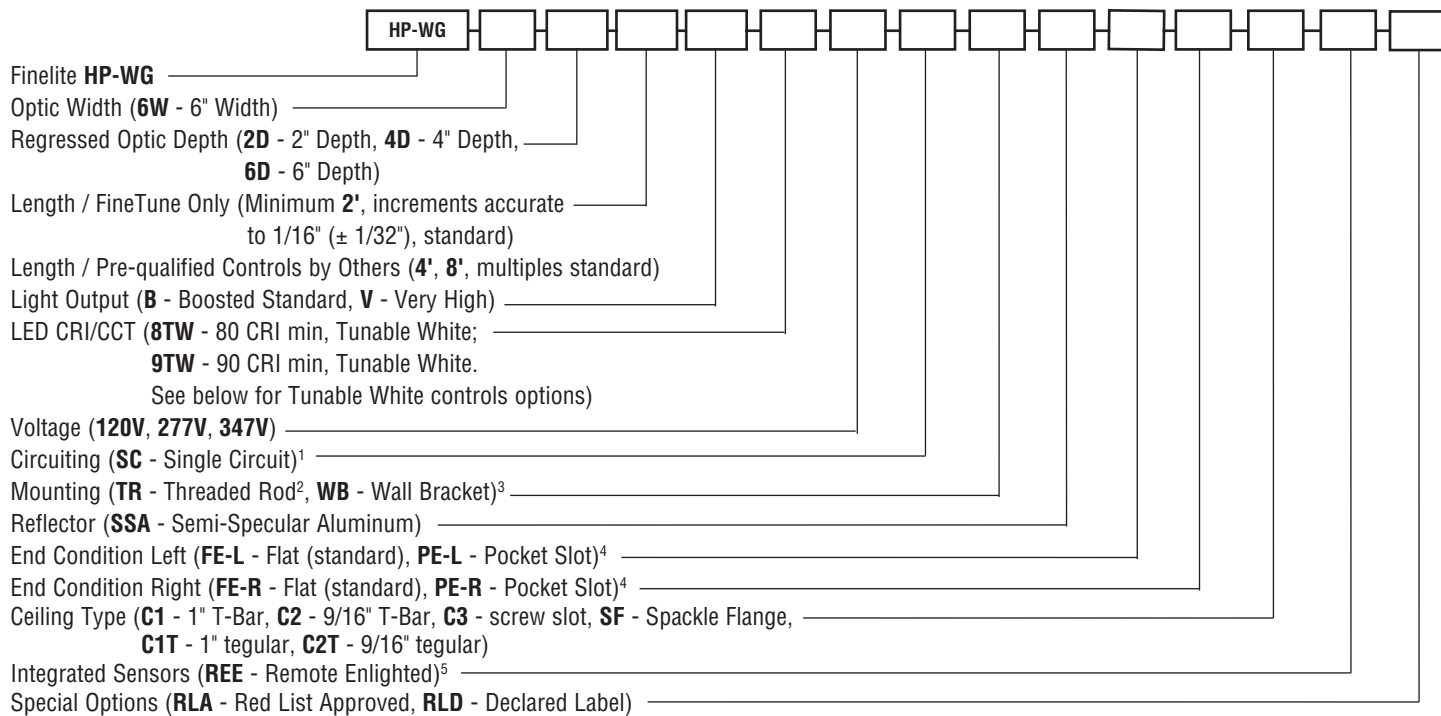 HP-WG
Finelite HP-WG
Optic Width (6W - 6" Width)
Regressed Optic Depth (2D - 2" Depth, 4D - 4" Depth,
6D - 6" Depth)
Length / FineTune Only (Minimum 2', increments accurate
to 1/16" (± 1/32"), standard)
Length / Pre-qualified Controls by Others (4', 8', multiples standard)
Light Output (B - Boosted Standard, V - Very High)
LED CRI/CCT (8TW - 80 CRI min, Tunable White;
9TW - 90 CRI min, Tunable White.
See below for Tunable White controls options)
Voltage (120V, 277V, 347V)
Circuiting (SC - Single Circuit)1
Mounting (TR - Threaded Rod2, WB - Wall Bracket)3
Reflector (SSA - Semi-Specular Aluminum)
End Condition Left (FE-L - Flat (standard), PE-L - Pocket Slot)4
End Condition Right (FE-R - Flat (standard), PE-R - Pocket Slot)4
Ceiling Type (C1 - 1" T-Bar, C2 - 9/16" T-Bar, C3 - screw slot, SF - Spackle Flange,
C1T - 1" tegular, C2T - 9/16" tegular)
Integrated Sensors (REE - Remote Enlighted)5
Special Options (RLA - Red List Approved, RLD - Declared Label)